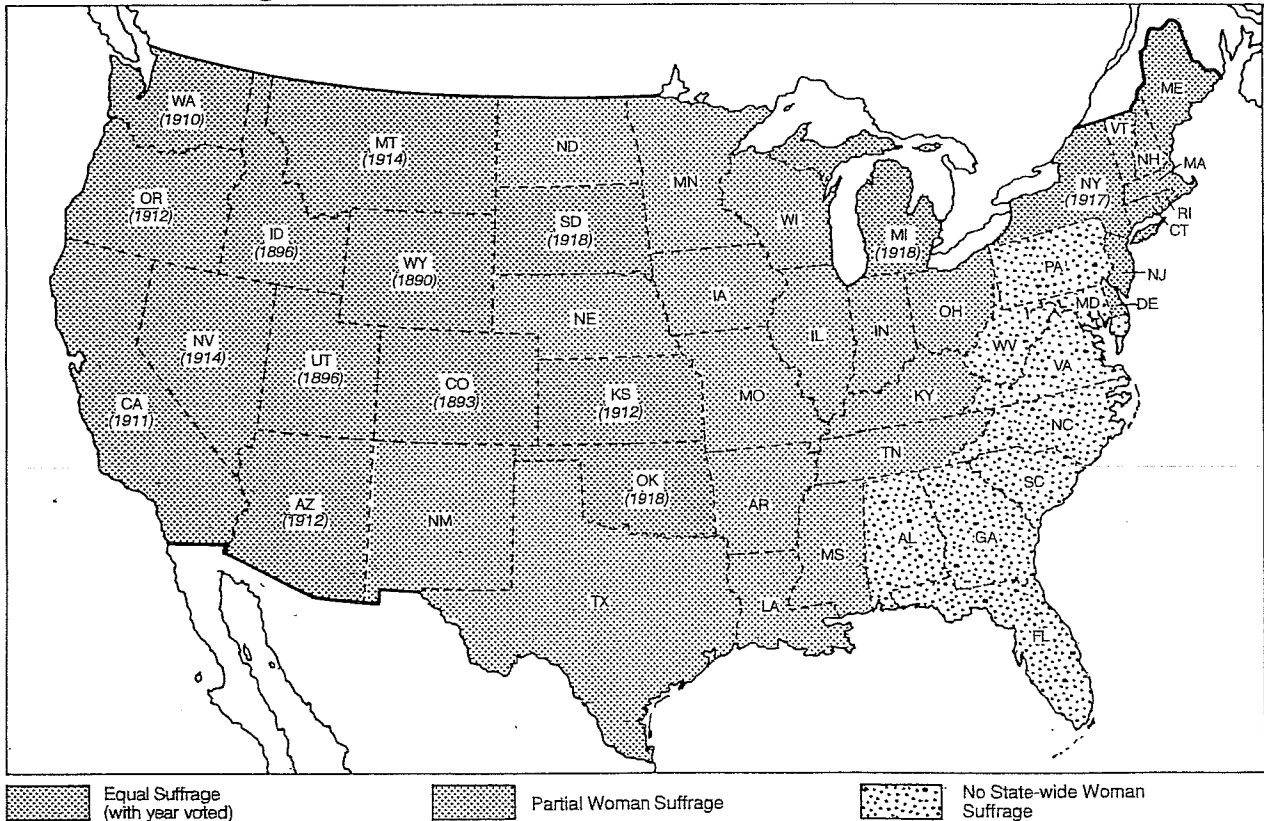 WA
(1910)
MT
(1914)
ND
MN
ME
VT
NH
MA
NY
(1917)
RI
CT
OR
(1912)
ID
(1896)
WY
(1890)
SD
(1918)
WI
MI
(1918)
PA
NJ
IA
NE
OH
MD
DE
NV
(1914)
UT
(1896)
CO
(1893)
IL
IN
WV
VA
CA
(1911)
KS
(1912)
MO
KY
NC
TN
AZ
(1912)
NM
OK
(1918)
AR
SC
MS
AL
GA
TX
LA
FL
Equal Suffrage
(with year voted)
Partial Woman Suffrage
No State-wide Woman
Suffrage